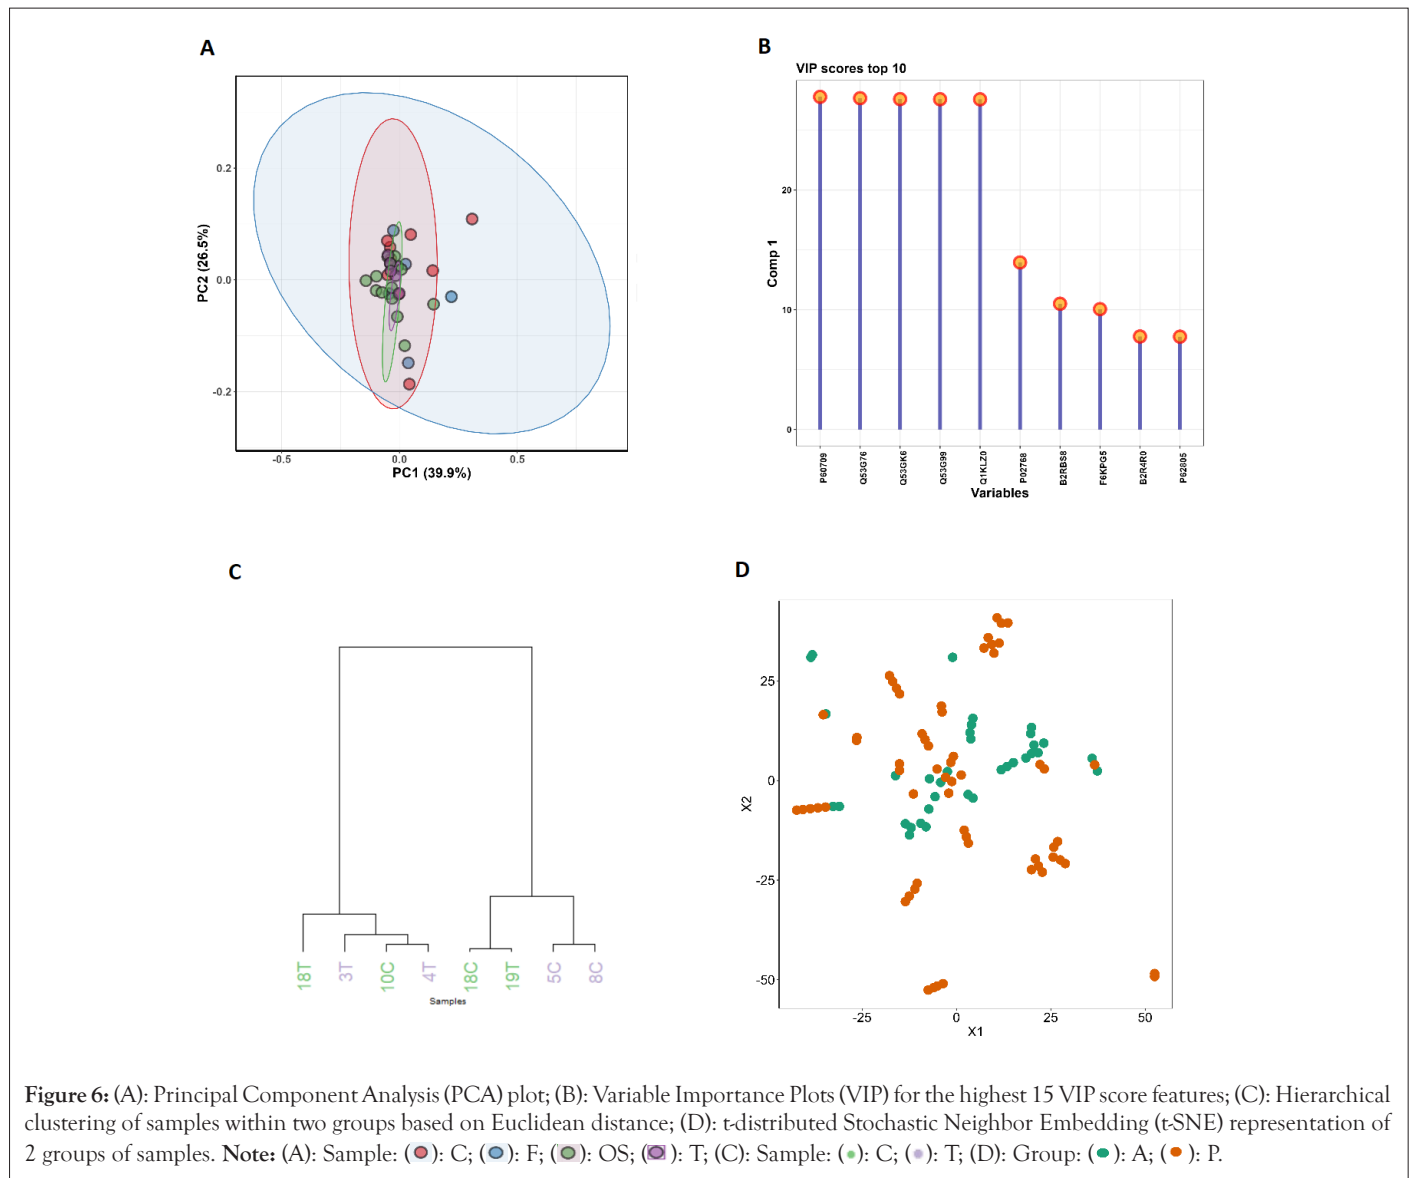 A
0.2
0.0
-0.2
PC2 (26.5%)
-0.5
0.0
0.5
PC1 (39.9%)
B
VIP scores top 10
20
10
0
Comp 1
P60709
Q53G76
Q53GK6
Q53G99
Q1KLZ0
P02768
B2RBS8
F6KPG5
B2R4R0
P62805
Variables
C
18T
3T
10C
4T
18C
19T
5C
8C
Samples
D
25
0
-25
-50
X2
-25
0
25
50
X1
Figure 6: (A): Principal Component Analysis (PCA) plot; (B): Variable Importance Plots (VIP) for the highest 15 VIP score features; (C): Hierarchical
clustering of samples within two groups based on Euclidean distance; (D): t-distributed Stochastic Neighbor Embedding (t-SNE) representation of
2 groups of samples. Note: (A): Sample: ( ): C; ( ): F; ( ): OS; ( ): T; (C): Sample: ( ): C; ( ): T; (D): Group: ( ): A; ( ): P.